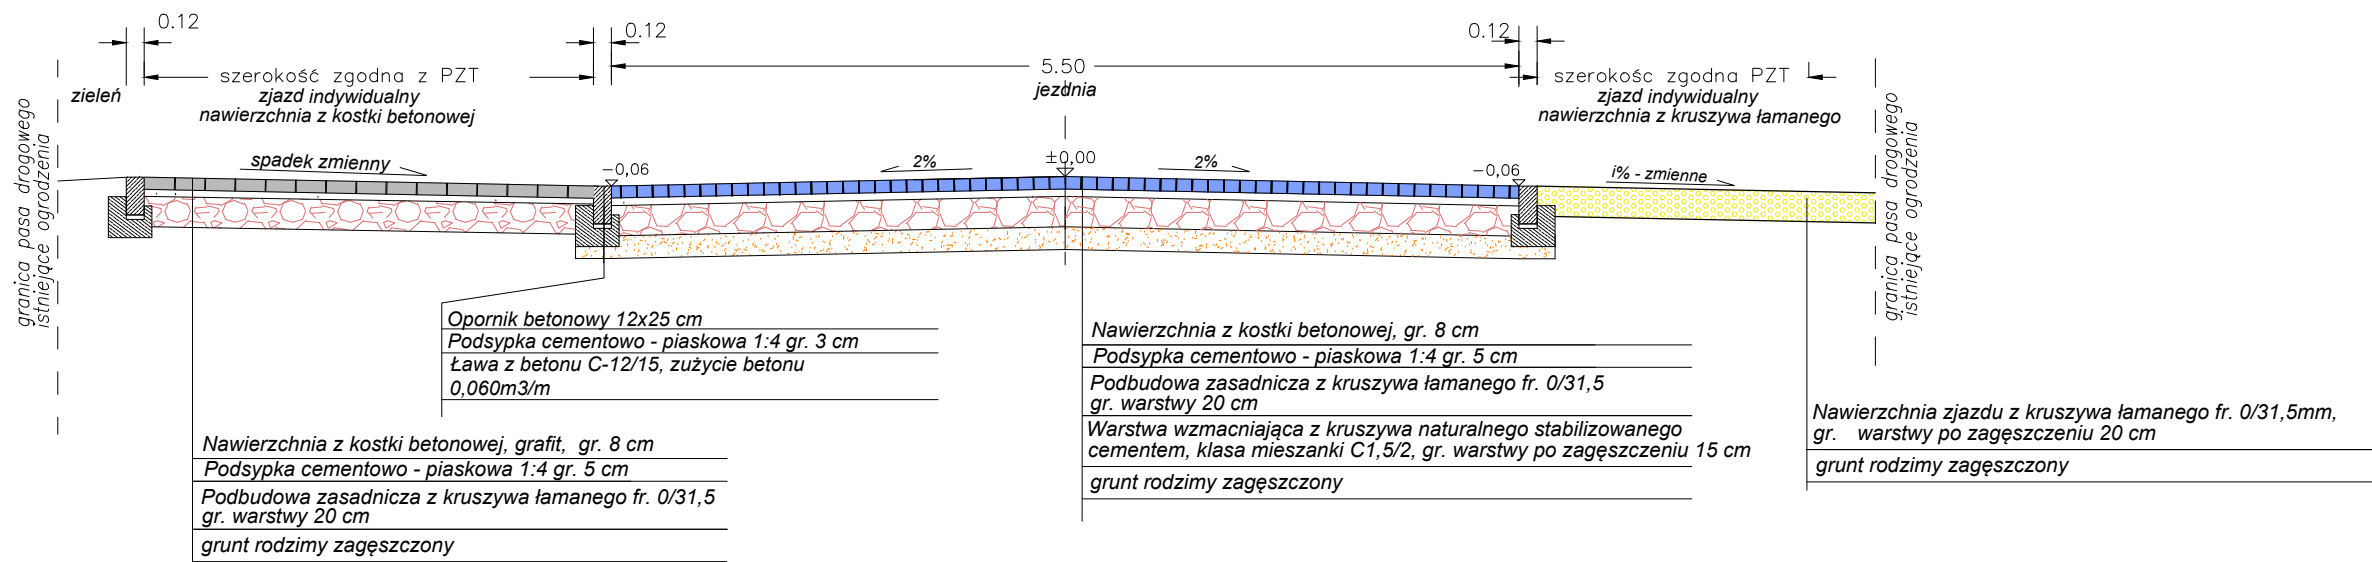 0.12
0.12
0.12
szerokość zgodna z PZT
5.50
szerokośc zgodna PZT
zieleń
zjazd indywidualny
nawierzchnia z kostki betonowej
jezdnia
zjazd indywidualny
nawierzchnia z kruszywa łamanego
granica pasa drogowego
istniejące ogrodzenia
spadek zmienny
-0,06
2%
±0,00
2%
-0,06
i% - zmienne
granica pasa drogowego
istniejące ogrodzenia
Opornik betonowy 12x25 cm
Podsypka cementowo - piaskowa 1:4 gr. 3 cm
Ława z betonu C-12/15, zużycie betonu
0,060m3/m
Nawierzchnia z kostki betonowej, gr. 8 cm
Podsypka cementowo - piaskowa 1:4 gr. 5 cm
Podbudowa zasadnicza z kruszywa łamanego fr. 0/31,5
gr. warstwy 20 cm
Warstwa wzmacniająca z kruszywa naturalnego stabilizowanego
cementem, klasa mieszanki C1,5/2, gr. warstwy po zagęszczeniu 15 cm
grunt rodzimy zagęszczony
Nawierzchnia zjazdu z kruszywa łamanego fr. 0/31,5mm,
gr. warstwy po zagęszczeniu 20 cm
grunt rodzimy zagęszczony
Nawierzchnia z kostki betonowej, grafit, gr. 8 cm
Podsypka cementowo - piaskowa 1:4 gr. 5 cm
Podbudowa zasadnicza z kruszywa łamanego fr. 0/31,5
gr. warstwy 20 cm
grunt rodzimy zagęszczony